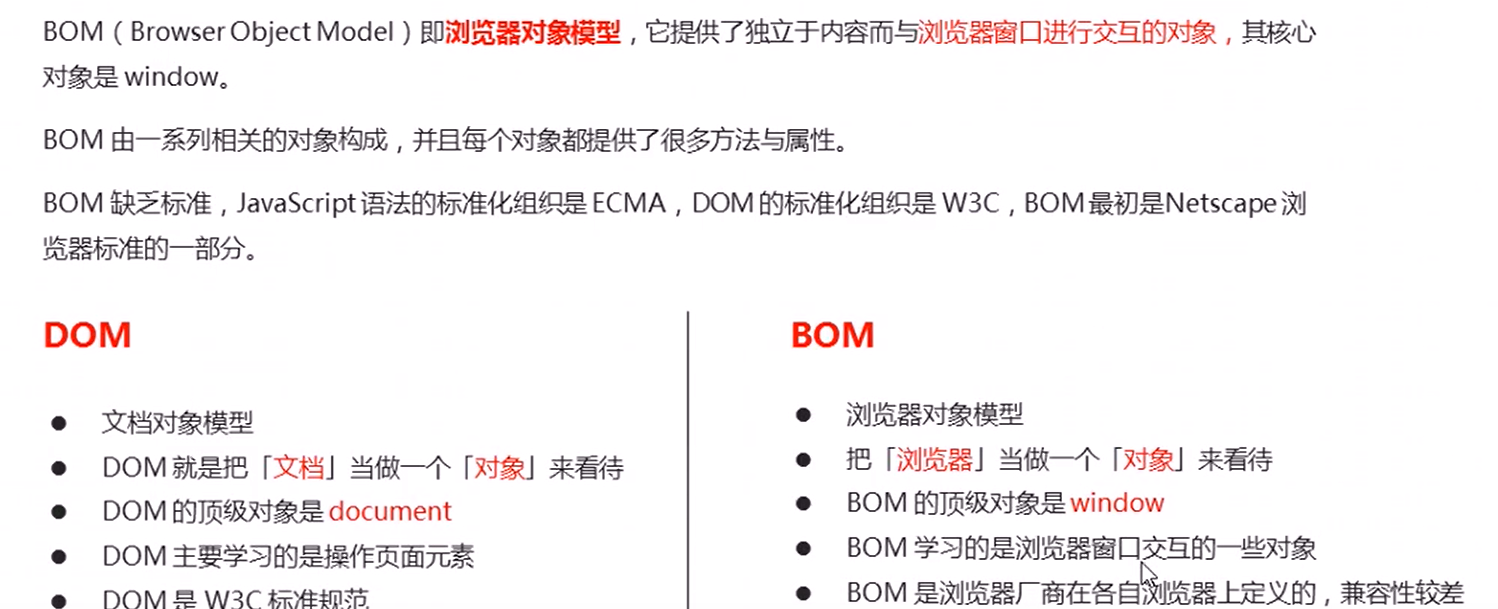 BOM（Browser Object Model）即浏览器对象模型，它提供了独立于内容而与浏览器窗口进行交互的对象，其核心
对象是 window。
BOM 由一系列相关的对象构成，并且每个对象都提供了很多方法与属性。
BOM 缺乏标准，JavaScript 语法的标准化组织是 ECMA，DOM 的标准化组织是 W3C，BOM 最初是Netscape 浏
览器标准的一部分。
DOM
文档对象模型
DOM 就是把「文档」当做一个「对象」来看待
DOM 的顶级对象是 document
DOM 主要学习的是操作页面元素
DOM 是 W3C 标准规范
BOM
浏览器对象模型
把「浏览器」当做一个「对象」来看待
BOM 的顶级对象是 window
BOM 学习的是浏览器窗口交互的一些对象
BOM 是浏览器厂商在各自浏览器上定义的，兼容性较差